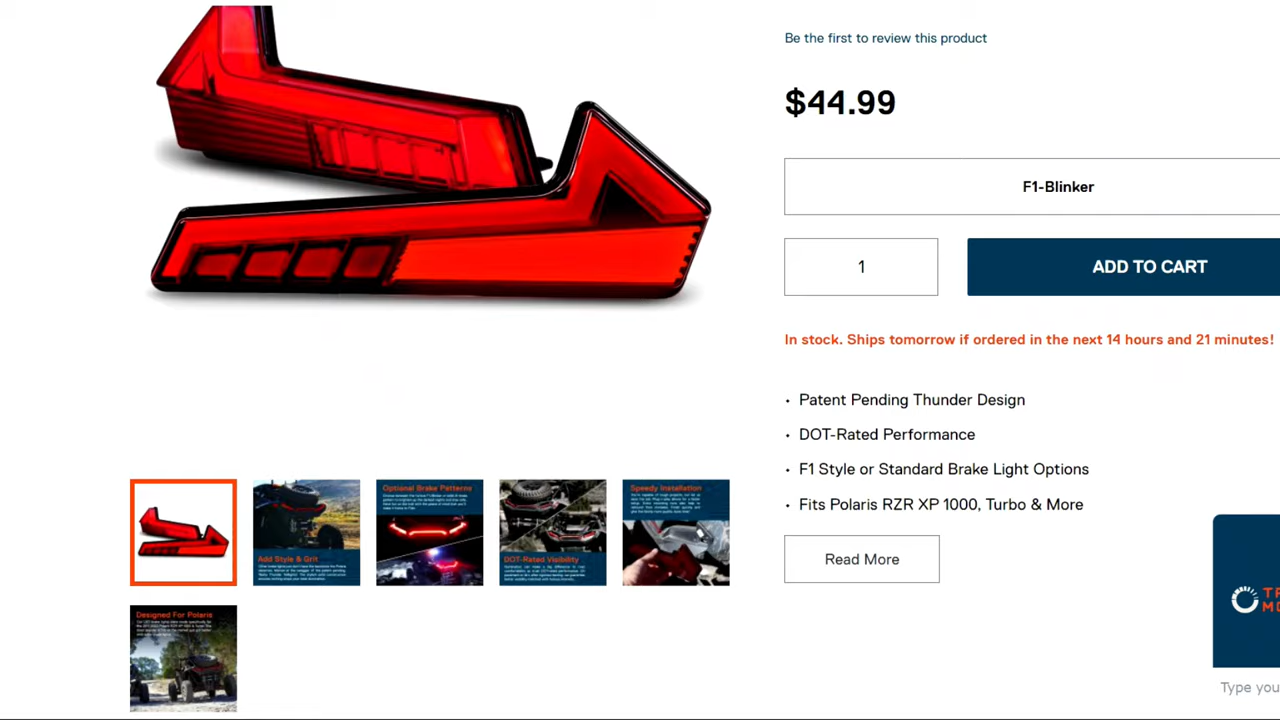 Be the first to review this product
$44.99
F1-Blinker
1
ADD TO CART
In stock. Ships tomorrow if ordered in the next 14 hours and 21 minutes!
• Patent Pending Thunder Design
• DOT-Rated Performance
• F1 Style or Standard Brake Light Options
• Fits Polaris RZR XP 1000, Turbo & More
Read More
Optional Brake Patterns
Speedy Installation
Add Style & Grit
DOT-Rated Visibility
Designed For Polaris
Type you